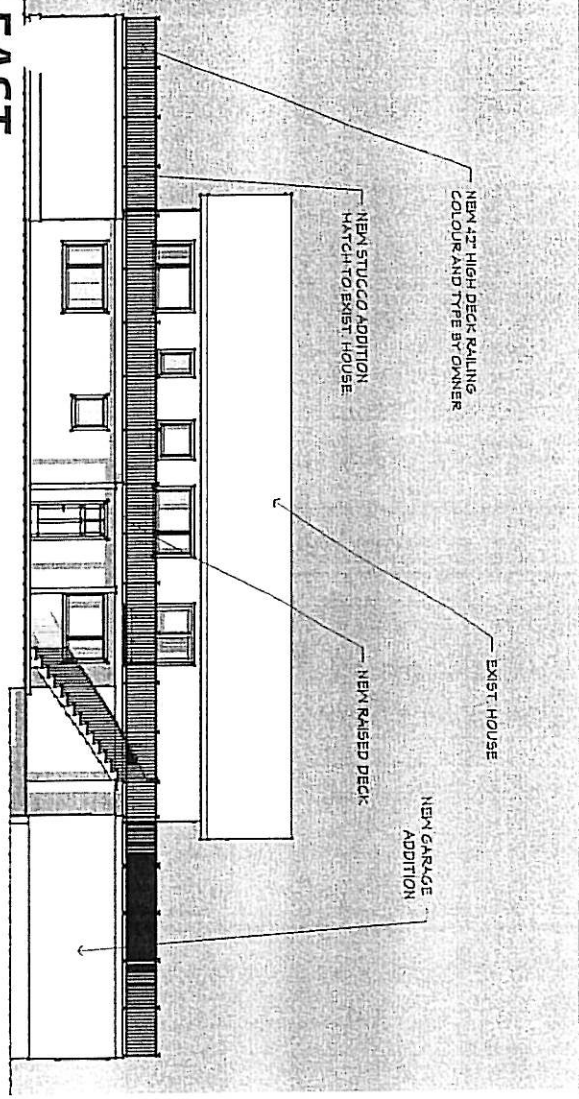 NEW 42" HIGH DECK RAILING
COLOUR AND TYPE BY OWNER
EXIST. HOUSE
NEW GARAGE
ADDITION
NEW STUCCO ADDITION
MATCH TO EXIST. HOUSE
NEW RAISED DECK
EAST